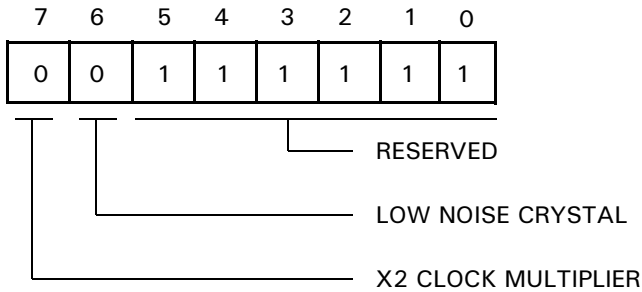 7 6 5 4 3 2 1 0
0 0 1 1 1 1 1 1
RESERVED
LOW NOISE CRYSTAL
X2 CLOCK MULTIPLIER